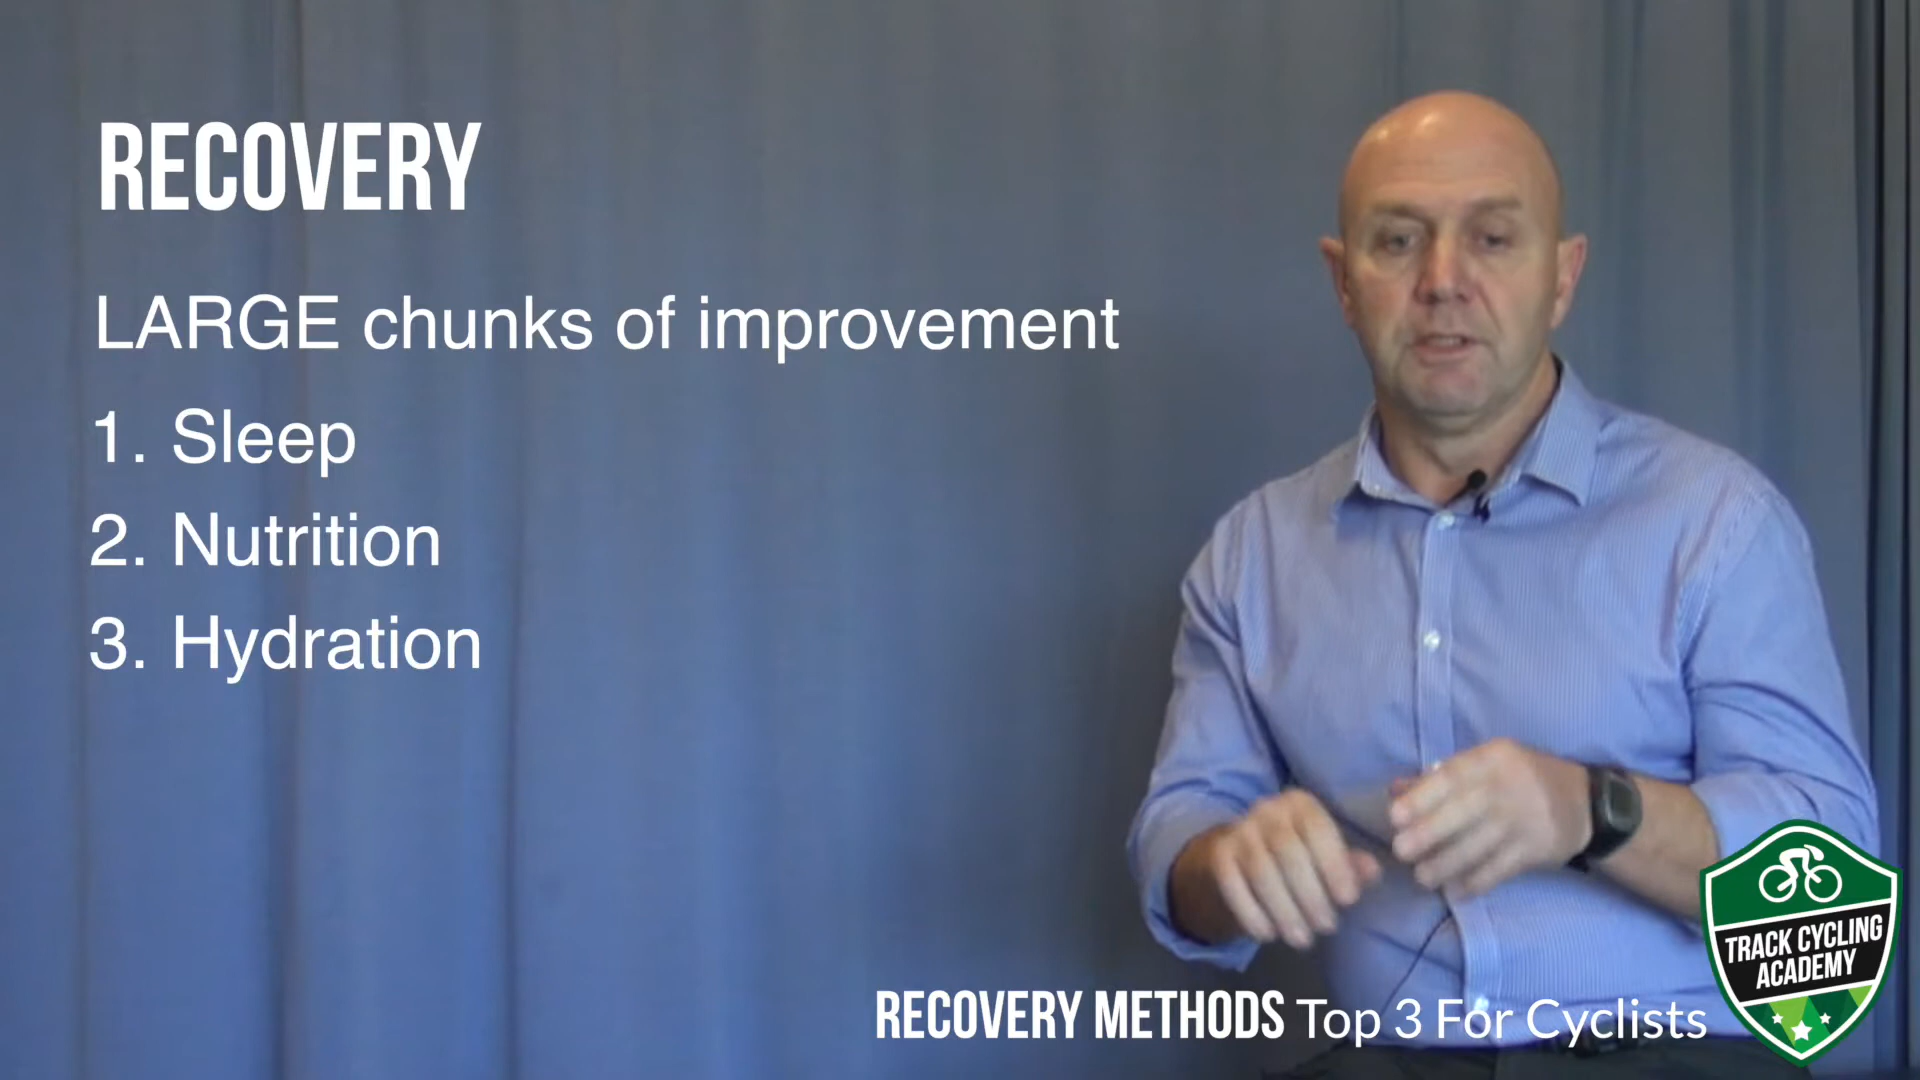 RECOVERY
LARGE chunks of improvement
1. Sleep
2. Nutrition
3. Hydration
RECOVERY METHODS Top 3 For Cyclists
TRACK CYCLING
ACADEMY